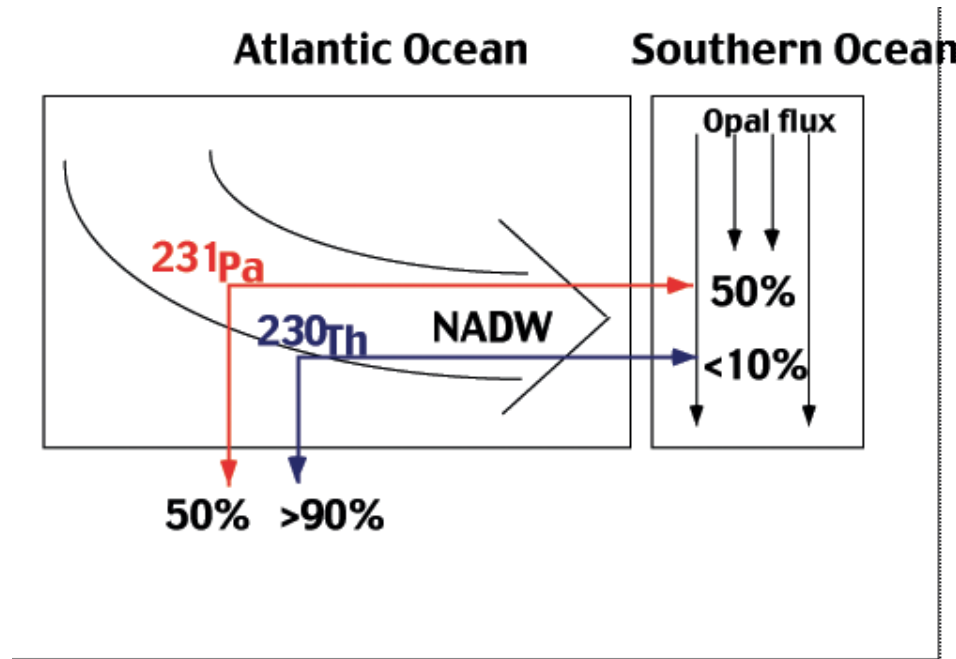 Atlantic Ocean
Southern Ocean
Opal flux
231Pa
50%
230Th
NADW
<10%
50%
>90%